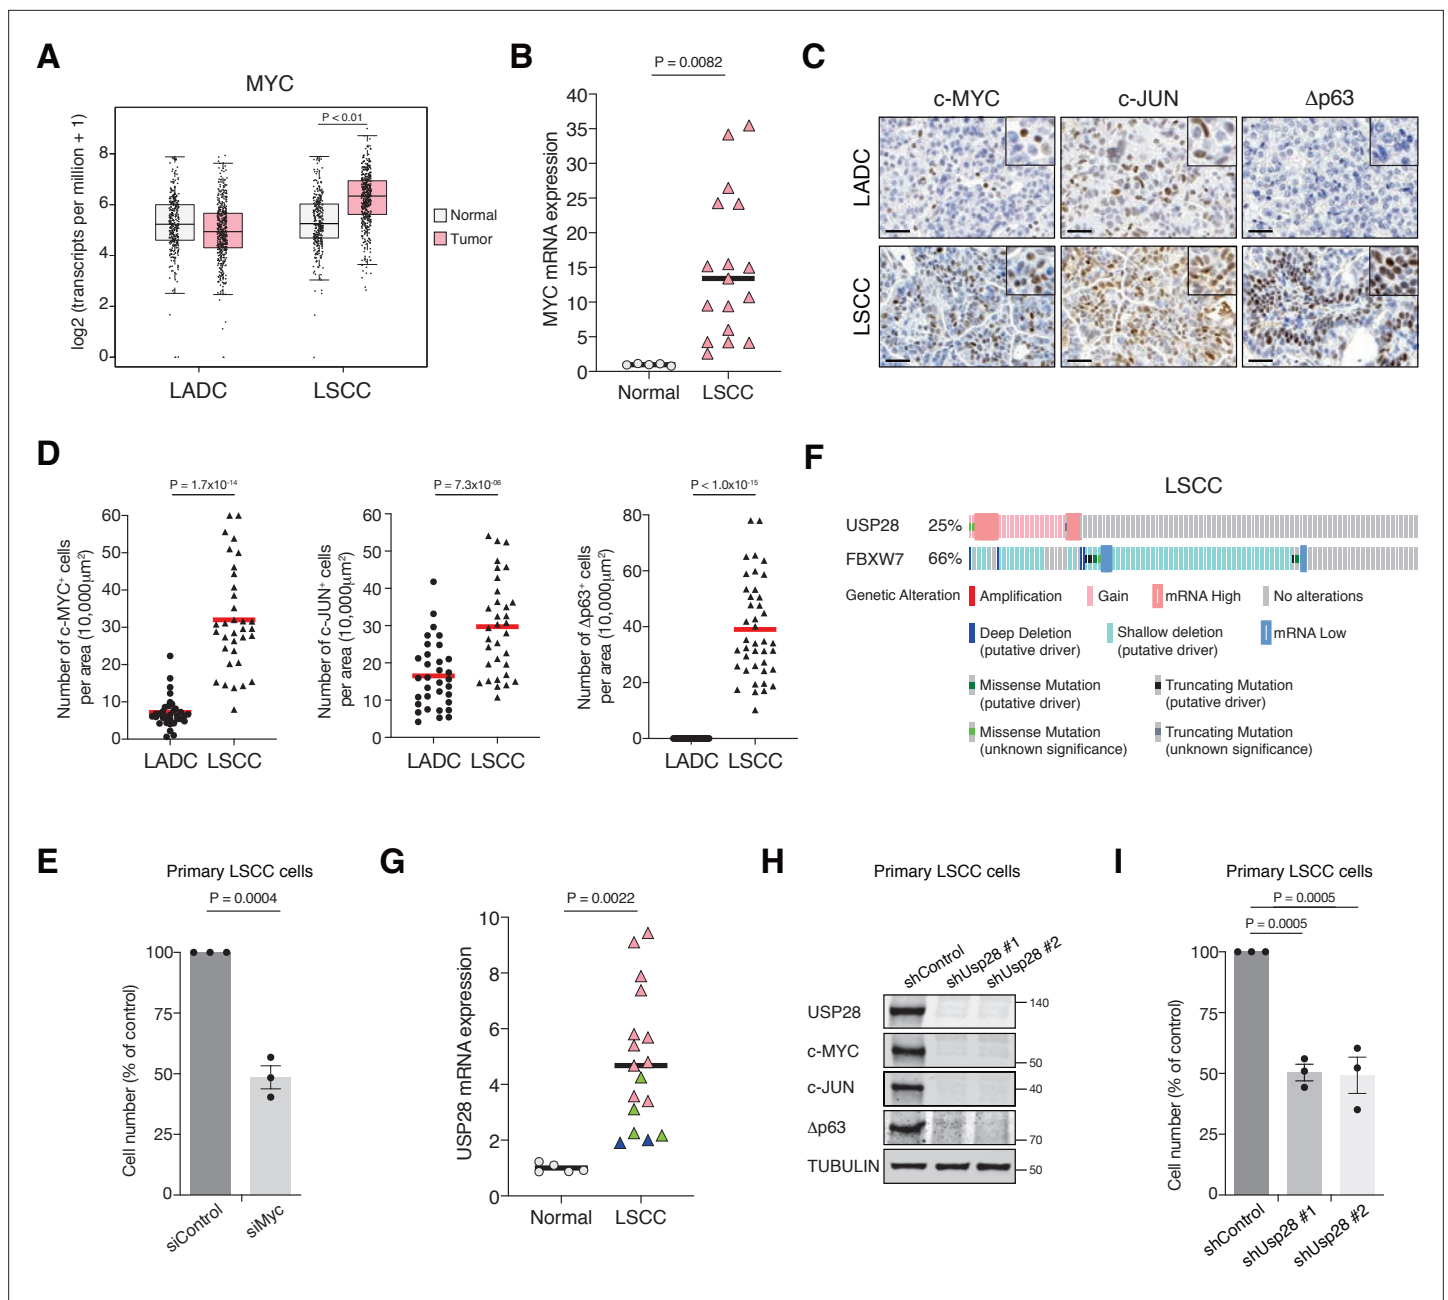 A
MYC
log2 (transcripts per million + 1)
8
6
4
2
0
P < 0.01
LADC
LSCC
Normal
Tumor
B
P = 0.0082
MYC mRNA expression
40
35
30
25
20
15
10
5
0
Normal
LSCC
C
c-MYC
c-JUN
Δp63
LADC
LSCC
D
P = 1.7x10-14
Number of c-MYC+ cells
per area (10,000µm2)
60
50
40
30
20
10
0
LADC
LSCC
P = 7.3x10-06
Number of c-JUN+ cells
per area (10,000µm2)
60
50
40
30
20
10
0
LADC
LSCC
P < 1.0x10-15
Number of Δp63+ cells
per area (10,000µm2)
80
60
40
20
0
LADC
LSCC
F
LSCC
USP28 25%
FBXW7 66%
Genetic Alteration
Amplification
Gain
mRNA High
No alterations
Deep Deletion
(putative driver)
Shallow deletion
(putative driver)
mRNA Low
Missense Mutation
(putative driver)
Truncating Mutation
(putative driver)
Missense Mutation
(unknown significance)
Truncating Mutation
(unknown significance)
E
Primary LSCC cells
P = 0.0004
Cell number (% of control)
100
75
50
25
0
siControl
siMyc
G
P = 0.0022
USP28 mRNA expression
10
8
6
4
2
0
Normal
LSCC
H
Primary LSCC cells
shControl
shUsp28 #1
shUsp28 #2
USP28
140
c-MYC
50
c-JUN
40
Δp63
70
TUBULIN
50
I
Primary LSCC cells
P = 0.0005
P = 0.0005
Cell number (% of control)
100
75
50
25
0
shControl
shUsp28 #1
shUsp28 #2